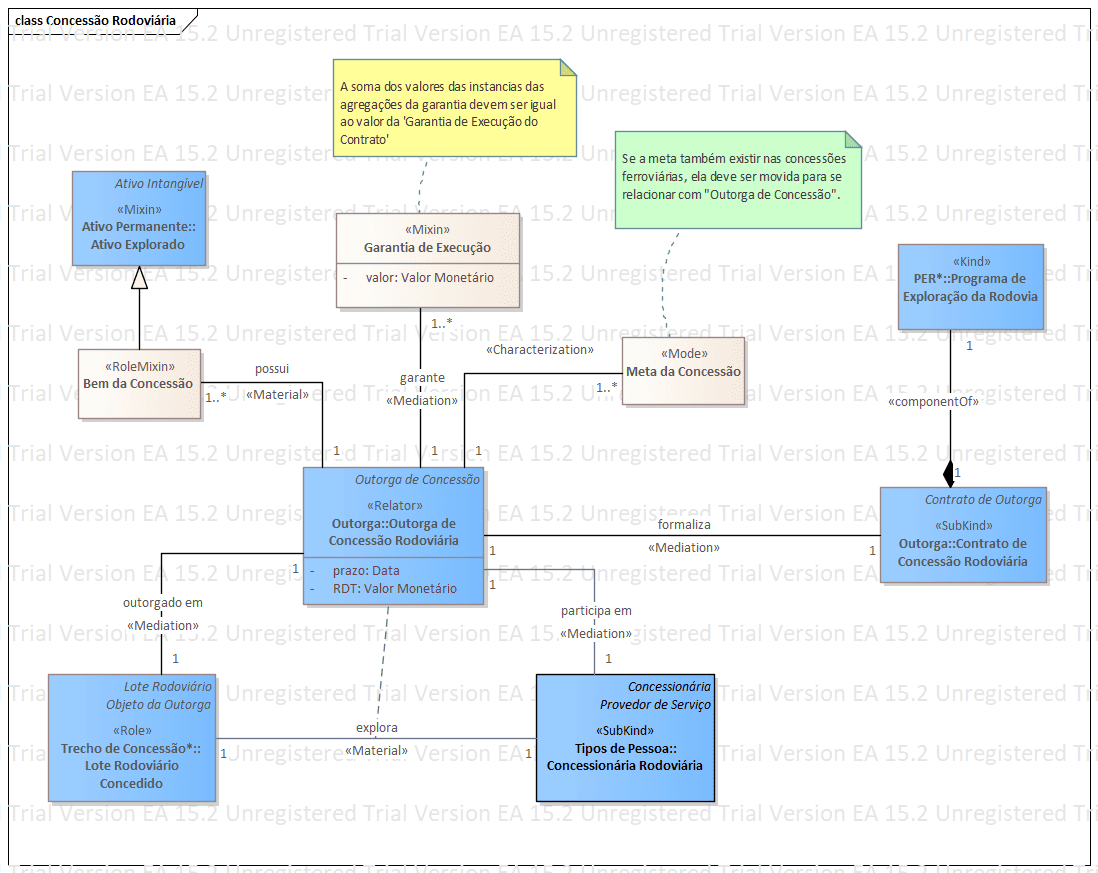 class Concessão Rodoviária
A soma dos valores das instancias das
agregações da garantia devem ser igual
ao valor da 'Garantia de Execução do
Contrato'
Se a meta também existir nas concessões
ferroviárias, ela deve ser movida para se
relacionar com "Outorga de Concessão".
Ativo Intangível
«Mixin»
Ativo Permanente::
Ativo Explorado
«Mixin»
Garantia de Execução
- valor: Valor Monetário
«Kind»
PER*::Programa de
Exploração da Rodovia
1..*
1
«Characterization»
«RoleMixin»
Bem da Concessão
«Mode»
Meta da Concessão
possui
«Material»
1..*
garante
«Mediation»
1..*
«componentOf»
1
1
1
1
Outorga de Concessão
«Relator»
Outorga::Outorga de
Concessão Rodoviária
- prazo: Data
- RDT: Valor Monetário
Contrato de Outorga
«SubKind»
Outorga::Contrato de
Concessão Rodoviária
formaliza
«Mediation»
1
1
1
1
outorgado em
«Mediation»
1
participa em
«Mediation»
1
Lote Rodoviário
Objeto da Outorga
«Role»
Trecho de Concessão*::
Lote Rodoviário
Concedido
Concessionária
Provedor de Serviço
«SubKind»
Tipos de Pessoa::
Concessionária Rodoviária
explora
«Material»
1
1
Trial Version EA 15.2 Unregistered Trial Version EA 15.2 Unregistered Trial Version EA 15.2 Unregistered Tri